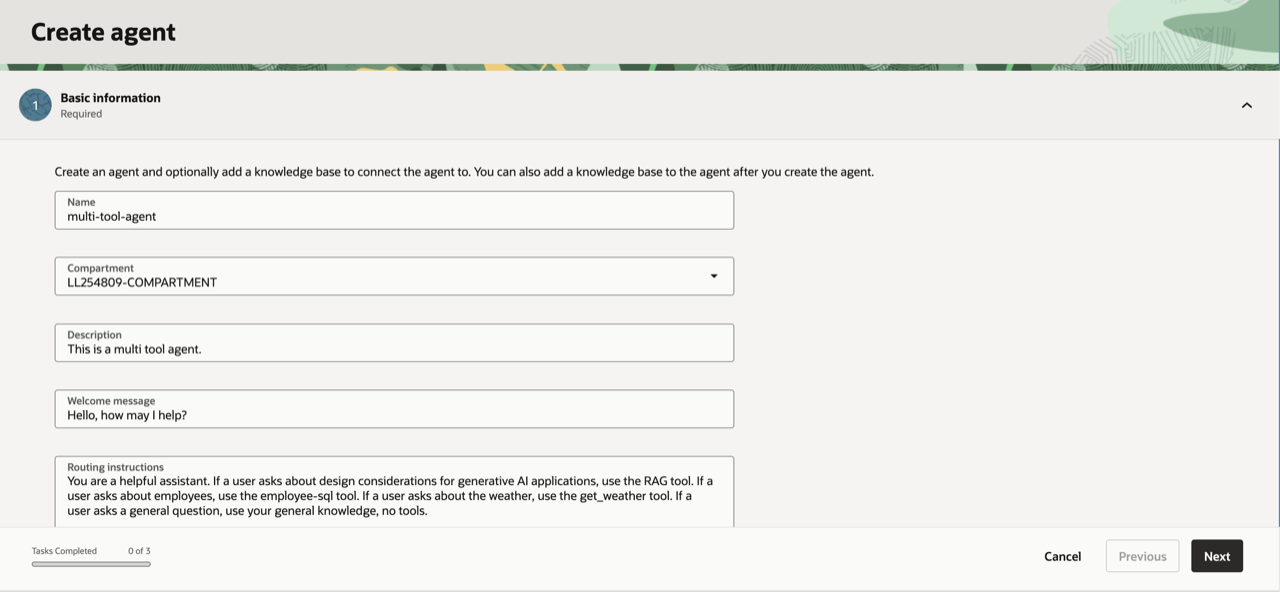 Create agent
1
Basic information
Required
Create an agent and optionally add a knowledge base to connect the agent to. You can also add a knowledge base to the agent after you create the agent.
Name
multi-tool-agent
Compartment
LL254809-COMPARTMENT
Description
This is a multi tool agent.
Welcome message
Hello, how may I help?
Routing instructions
You are a helpful assistant. If a user asks about design considerations for generative AI applications, use the RAG tool. If a
user asks about employees, use the employee-sql tool. If a user asks about the weather, use the get_weather tool. If a
user asks a general question, use your general knowledge, no tools.
Tasks Completed 0 of 3
Cancel Previous Next